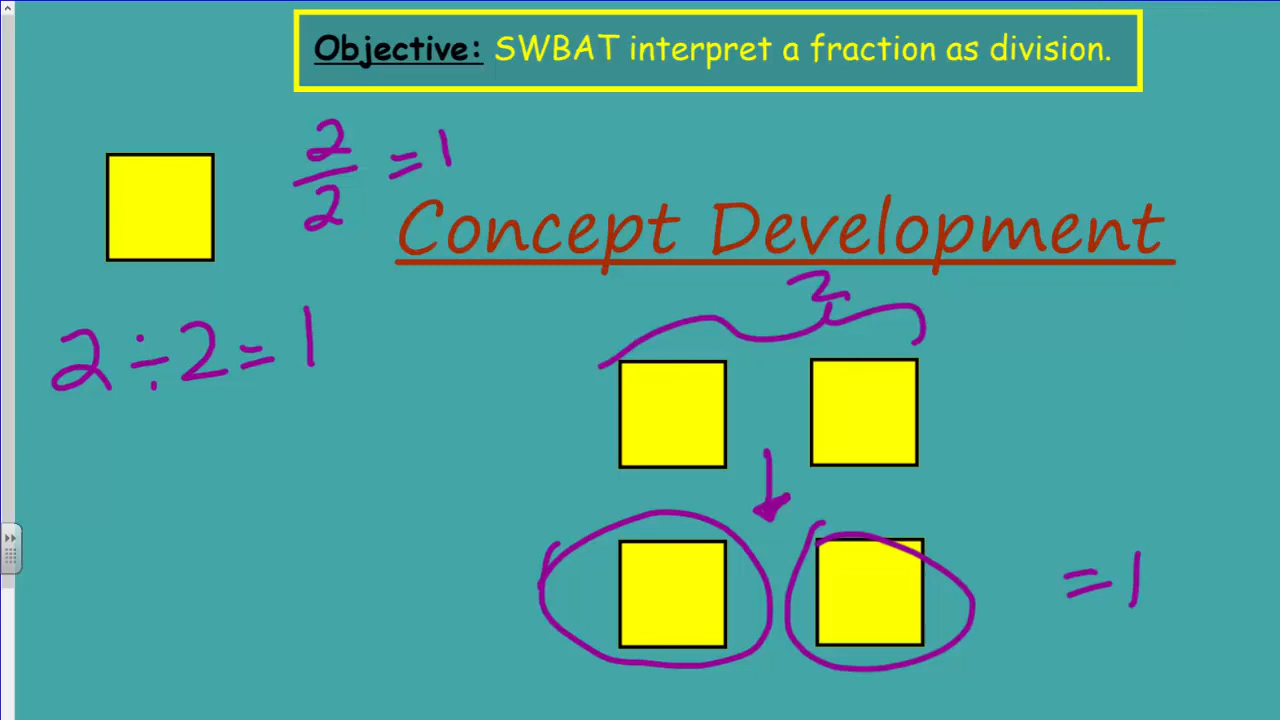 Objective: SWBAT interpret a fraction as division.
2/2 = 1
Concept Development
2 ÷ 2 = 1
2
= 1